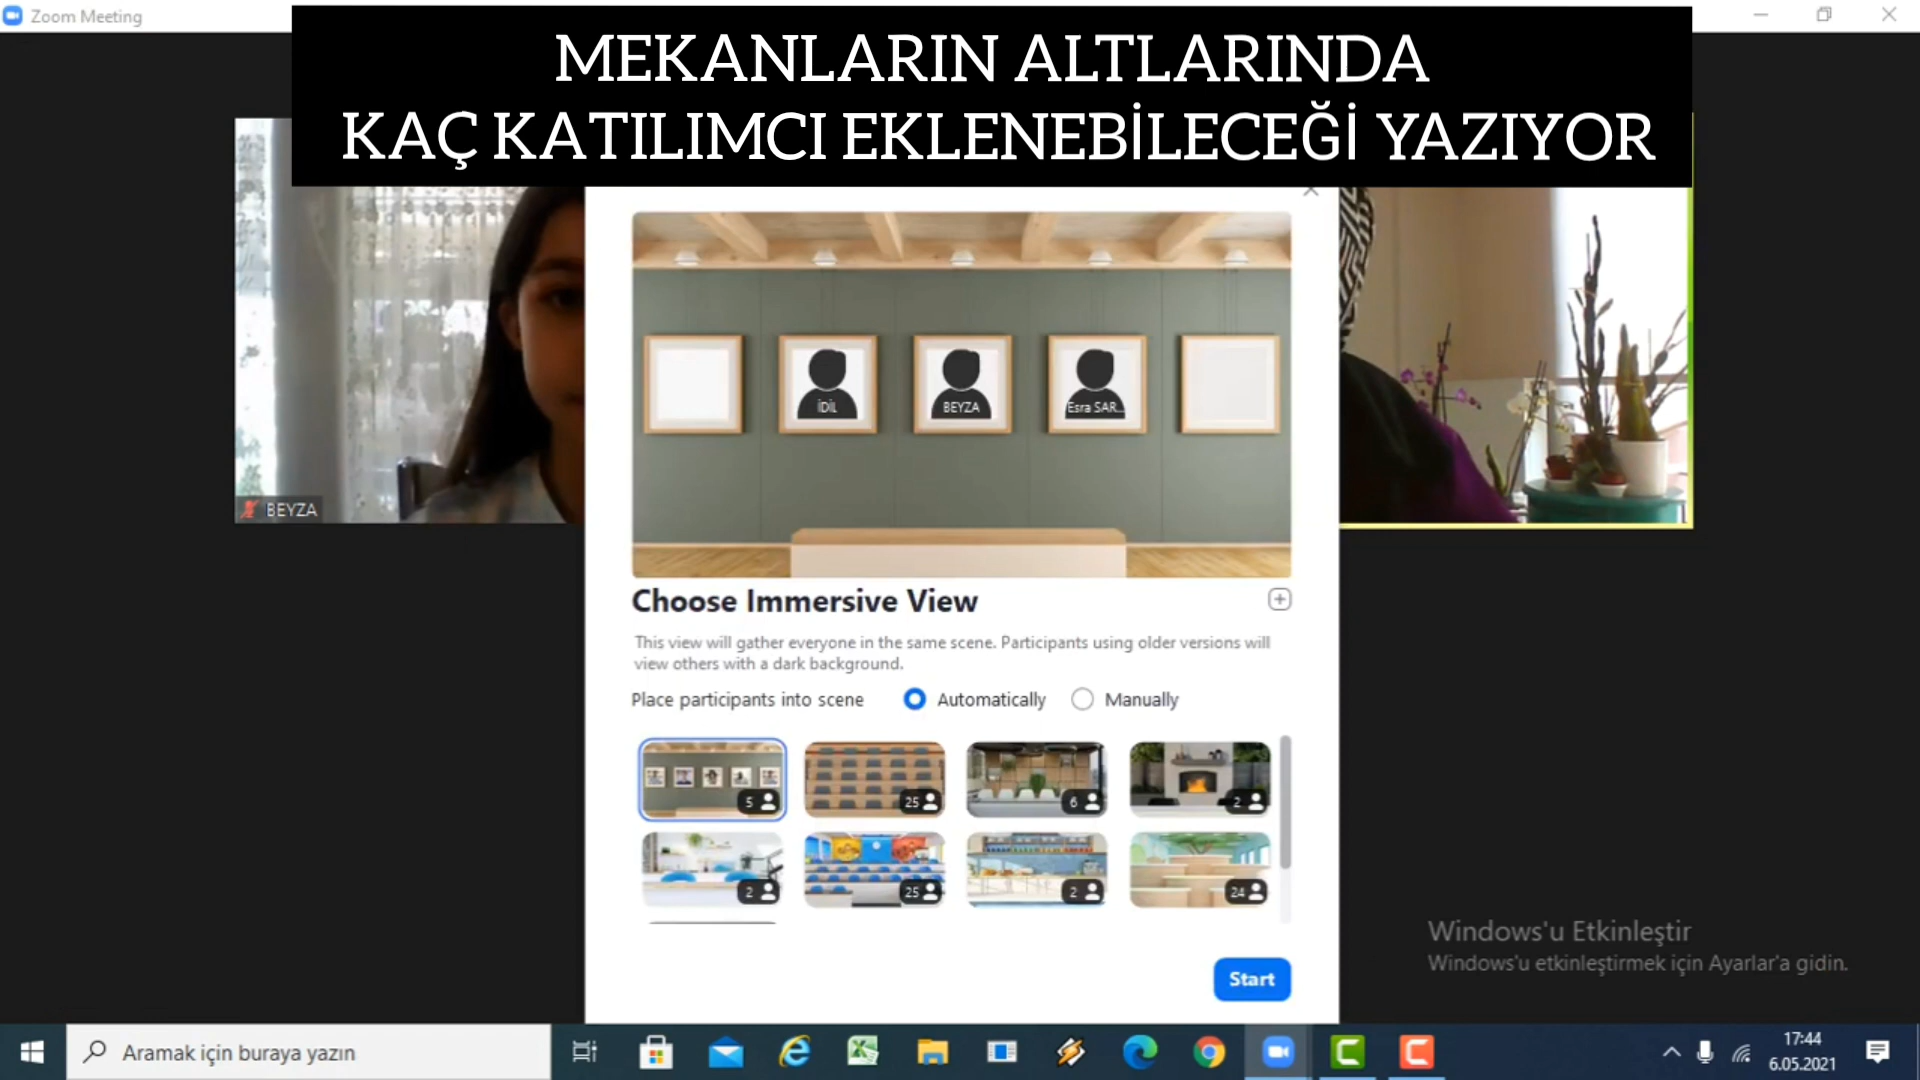 Zoom Meeting
MEKANLARIN ALTLARINDA
KAÇ KATILIMCI EKLENEBİLECEĞİ YAZIYOR
İDİL
BEYZA
Esra SAR...
BEYZA
Choose Immersive View
This view will gather everyone in the same scene. Participants using older versions will
view others with a dark background.
Place participants into scene
Automatically
Manually
5
25
6
2
2
25
2
24
Start
Windows'u Etkinleştir
Windows'u etkinleştirmek için Ayarlar'a gidin.
Aramak için buraya yazın
17:44
6.05.2021